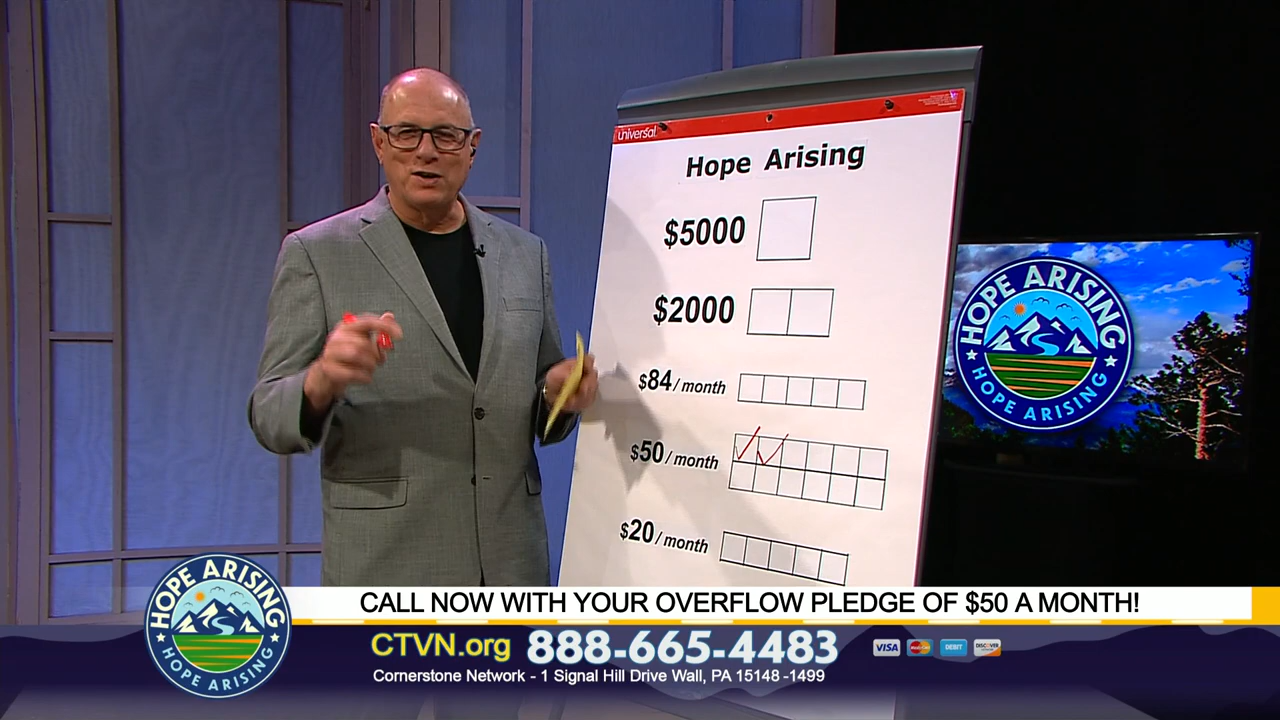 universal
Hope Arising
$5000
$2000
$84/month
$50/month
$20/month
HOPE ARISING
HOPE ARISING
HOPE ARISING
HOPE ARISING
CALL NOW WITH YOUR OVERFLOW PLEDGE OF $50 A MONTH!
CTVN.org 888-665-4483
VISA MasterCard DEBIT DISCOVER
Cornerstone Network - 1 Signal Hill Drive Wall, PA 15148 -1499